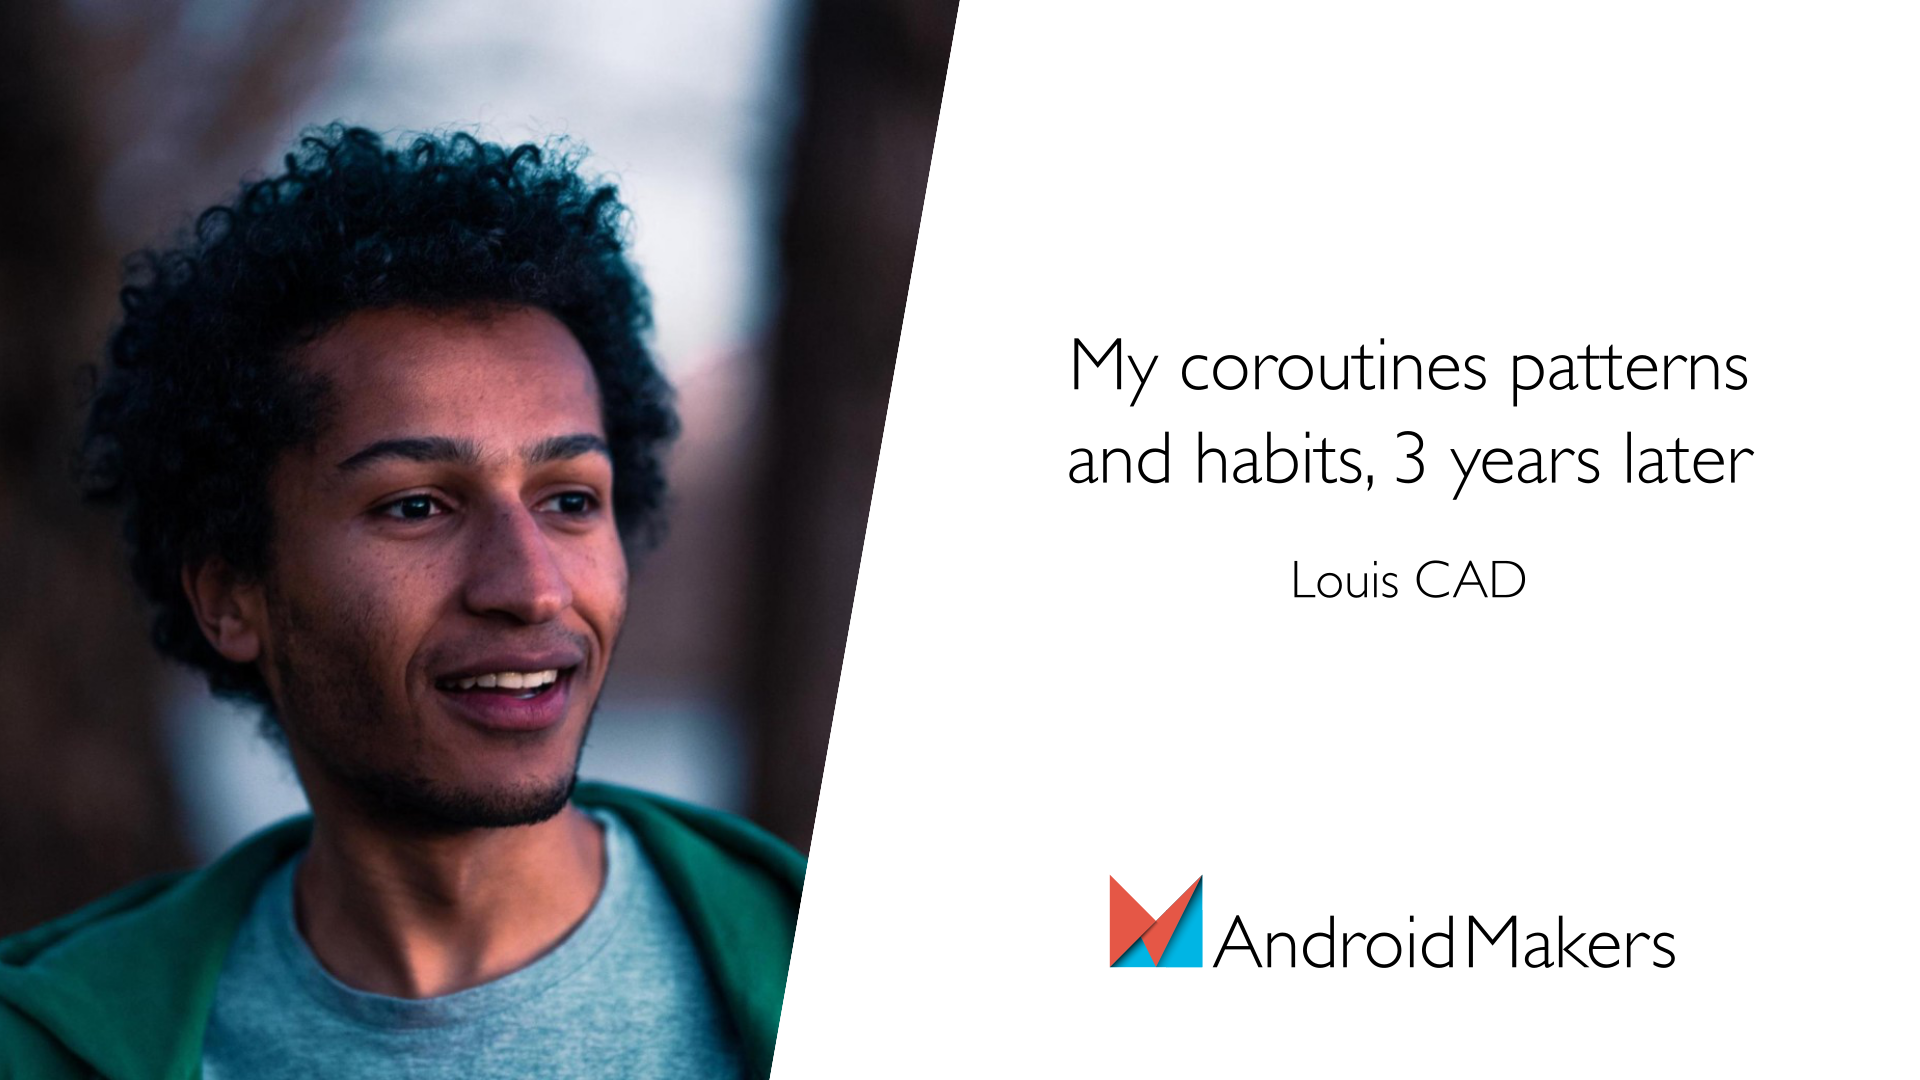 My coroutines patterns
and habits, 3 years later
Louis CAD
AndroidMakers